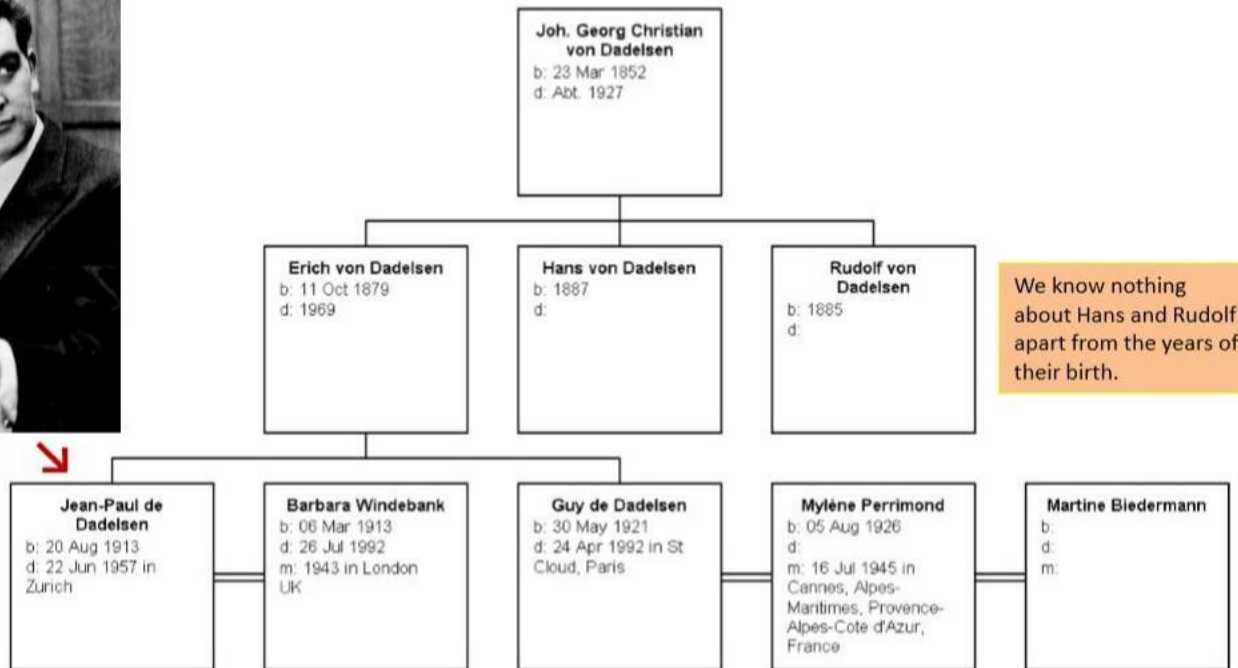 Joh. Georg Christian
von Dadelsen
b: 23 Mar 1852
d: Abt. 1927
Erich von Dadelsen
b: 11 Oct 1879
d: 1969
Hans von Dadelsen
b: 1887
d:
Rudolf von
Dadelsen
b: 1885
d:
We know nothing
about Hans and Rudolf
apart from the years of
their birth.
Jean-Paul de
Dadelsen
b: 20 Aug 1913
d: 22 Jun 1957 in
Zurich
Barbara Windebank
b: 06 Mar 1913
d: 26 Jul 1992
m: 1943 in London
UK
Guy de Dadelsen
b: 30 May 1921
d: 24 Apr 1992 in St
Cloud, Paris
Mylène Perrimond
b: 05 Aug 1926
d:
m: 16 Jul 1945 in
Cannes, Alpes-
Maritimes, Provence-
Alpes-Cote d'Azur,
France
Martine Biedermann
b:
d:
m: